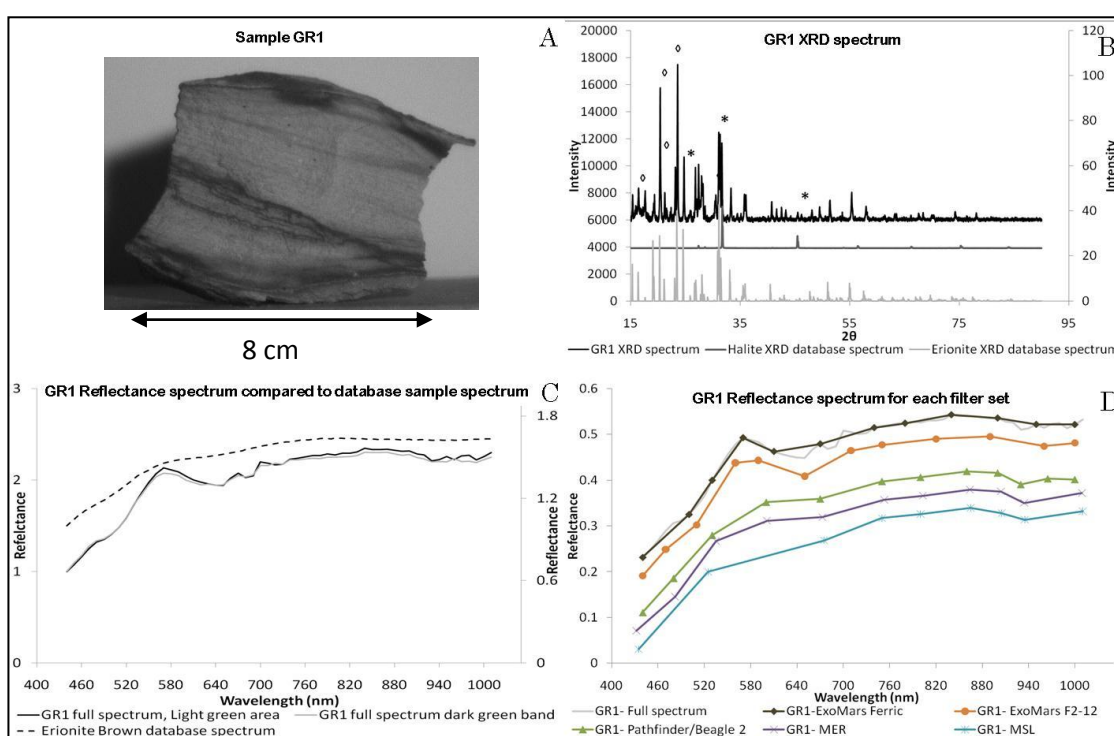 Sample GR1
A
8 cm
GR1 XRD spectrum
B
20000
18000
16000
14000
12000
10000
8000
6000
4000
2000
0
Intensity
120
100
80
60
40
20
0
Intensity
15 35 55 75 95
2θ
GR1 XRD spectrum Halite XRD database spectrum Erionite XRD database spectrum
GR1 Reflectance spectrum compared to database sample spectrum
C
3
2
1
0
Refelctance
1.8
1.2
0.6
0
Reflectance
400 460 520 580 640 700 760 820 880 940 1000
Wavelength (nm)
GR1 full spectrum, Light green area GR1 full spectrum dark green band
Erionite Brown database spectrum
GR1 Reflectance spectrum for each filter set
D
0.6
0.5
0.4
0.3
0.2
0.1
0
Refelctance
400 460 520 580 640 700 760 820 880 940 1000
Wavelength (nm)
GR1- Full spectrum GR1-ExoMars Ferric GR1- ExoMars F2-12
GR1- Pathfinder/Beagle 2 GR1- MER GR1- MSL